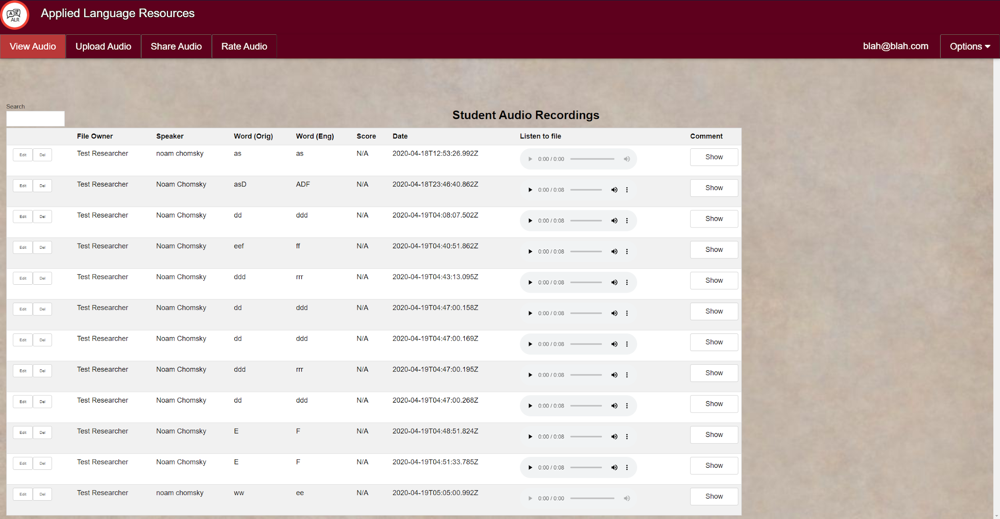 ALR
Applied Language Resources
View Audio Upload Audio Share Audio Rate Audio blah@blah.com Options
Search
Student Audio Recordings
File Owner Speaker Word (Orig) Word (Eng) Score Date Listen to file Comment
Edit Del Test Researcher noam chomsky as as N/A 2020-04-18T12:53:26.992Z 0:00 / 0:00 Show
Edit Del Test Researcher Noam Chomsky asD ADF N/A 2020-04-18T23:46:40.862Z 0:00 / 0:08 Show
Edit Del Test Researcher Noam Chomsky dd ddd N/A 2020-04-19T04:08:07.502Z 0:00 / 0:08 Show
Edit Del Test Researcher Noam Chomsky eef ff N/A 2020-04-19T04:40:51.862Z 0:00 / 0:08 Show
Edit Del Test Researcher Noam Chomsky ddd rrr N/A 2020-04-19T04:43:13.095Z 0:00 / 0:08 Show
Edit Del Test Researcher Noam Chomsky dd ddd N/A 2020-04-19T04:47:00.158Z 0:00 / 0:08 Show
Edit Del Test Researcher Noam Chomsky dd ddd N/A 2020-04-19T04:47:00.169Z 0:00 / 0:08 Show
Edit Del Test Researcher Noam Chomsky ddd rrr N/A 2020-04-19T04:47:00.195Z 0:00 / 0:08 Show
Edit Del Test Researcher Noam Chomsky dd ddd N/A 2020-04-19T04:47:00.268Z 0:00 / 0:08 Show
Edit Del Test Researcher Noam Chomsky E F N/A 2020-04-19T04:48:51.824Z 0:00 / 0:08 Show
Edit Del Test Researcher Noam Chomsky E F N/A 2020-04-19T04:51:33.785Z 0:00 / 0:08 Show
Edit Del Test Researcher noam chomsky ww ee N/A 2020-04-19T05:05:00.992Z 0:00 / 0:00 Show